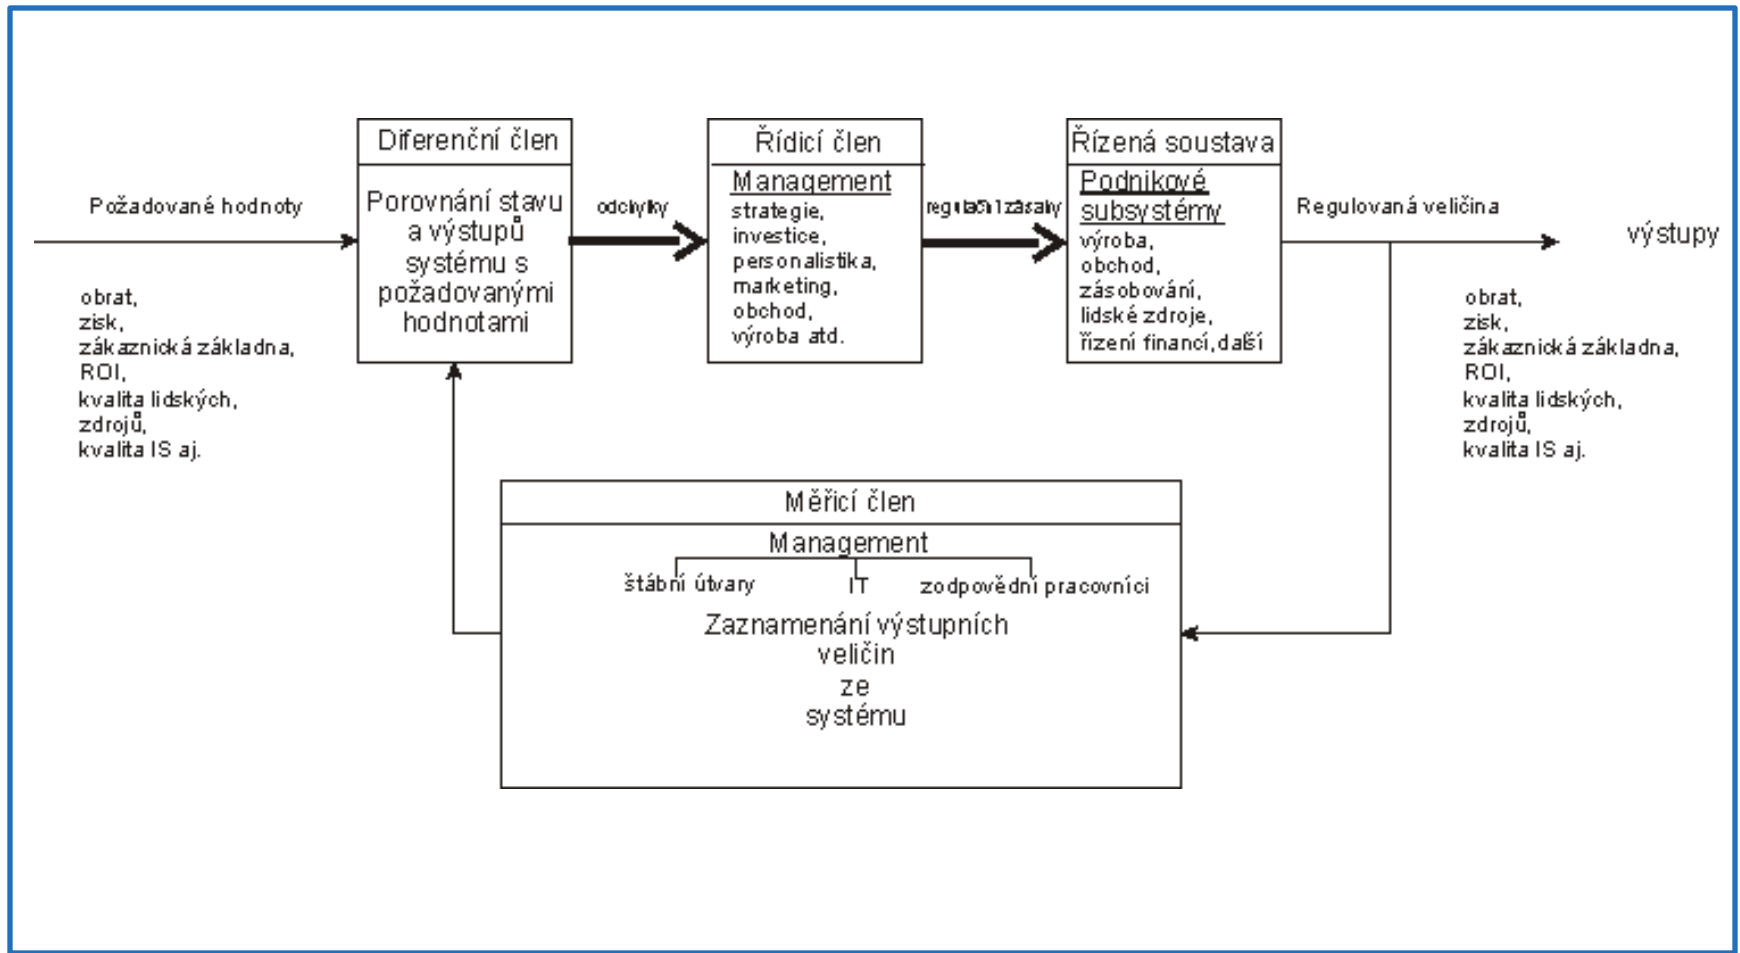 Diferenční člen
Porovnání stavu
a výstupů
systému s
požadovanými
hodnotami
Řídicí člen
Management
strategie,
investice,
personalistika,
marketing,
obchod,
výroba atd.
Řízená soustava
Podnikové
subsystémy
výroba,
obchod,
zásobování,
lidské zdroje,
řízení financí, další
Požadované hodnoty
obrat,
zisk,
zákaznická základna,
ROI,
kvalita lidských,
zdrojů,
kvalita IS aj.
odchylky
regulační zásahy
Regulovaná veličina
výstupy
obrat,
zisk,
zákaznická základna,
ROI,
kvalita lidských,
zdrojů,
kvalita IS aj.
Měřicí člen
Management
štábní útvary IT zodpovědní pracovníci
Zaznamenání výstupních
veličin
ze
systému